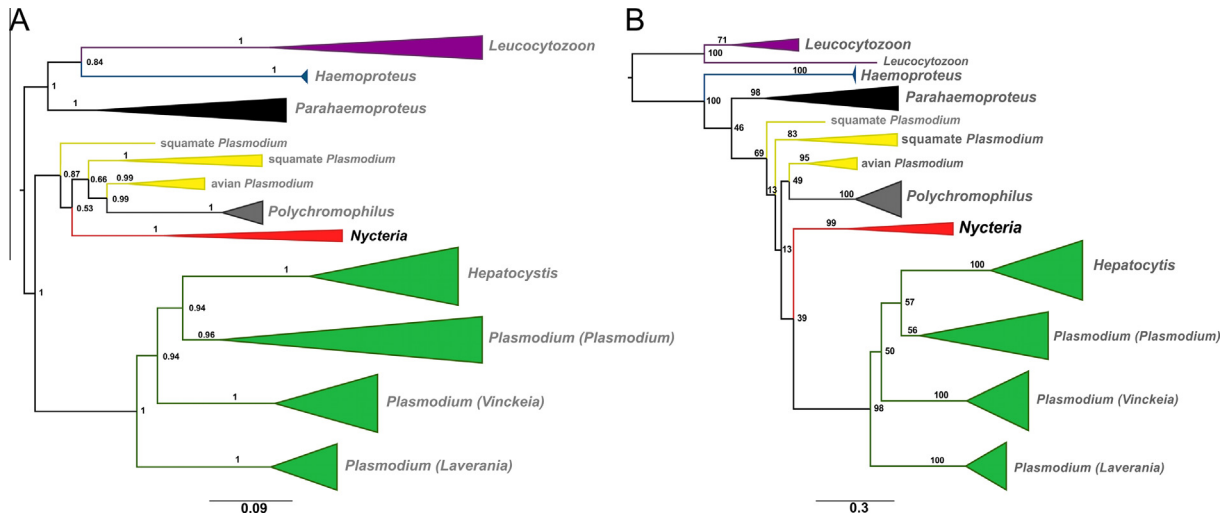 A
1
Leucocytozoon
0.84
1
Haemoproteus
1
1
Parahaemoproteus
squamate Plasmodium
0.87
1
squamate Plasmodium
0.66
0.99
avian Plasmodium
0.99
0.53
1
Polychromophilus
1
Nycteria
1
1
Hepatocystis
0.94
0.96
Plasmodium (Plasmodium)
0.94
1
Plasmodium (Vinckeia)
1
1
Plasmodium (Laverania)
0.09
B
71
Leucocytozoon
100
Leucocytozoon
100
Haemoproteus
100
98
Parahaemoproteus
46
squamate Plasmodium
83
squamate Plasmodium
69
95
avian Plasmodium
49
13
100
Polychromophilus
99
Nycteria
13
100
Hepatocytis
57
39
56
Plasmodium (Plasmodium)
50
100
Plasmodium (Vinckeia)
98
100
Plasmodium (Laverania)
0.3